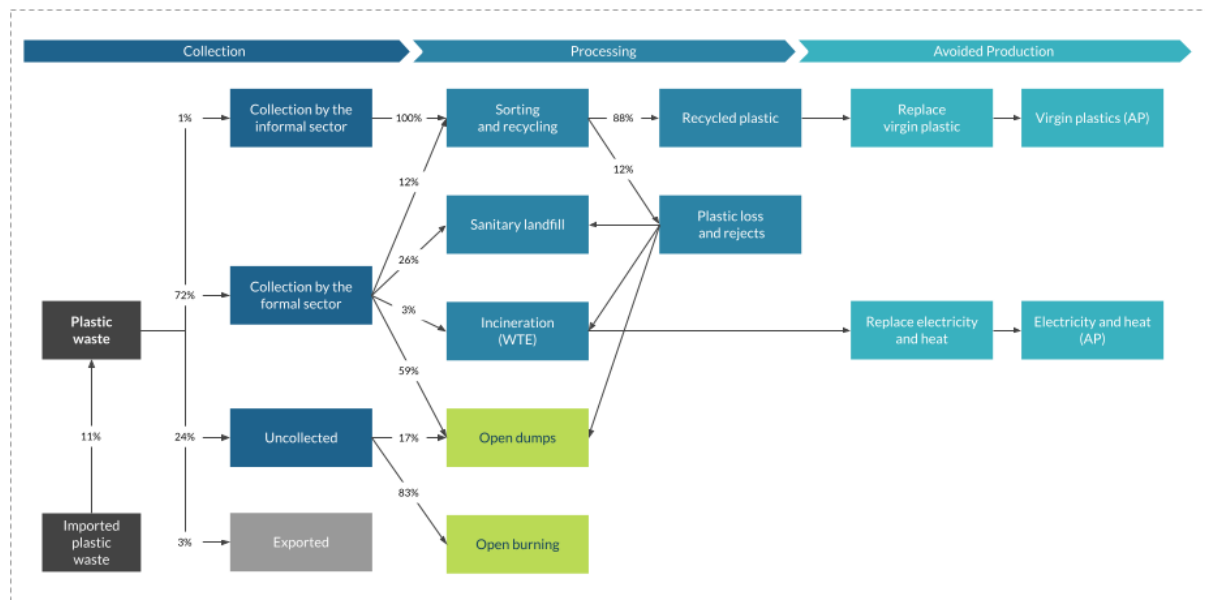 Collection
Processing
Avoided Production
1%
Collection by the
informal sector
100%
Sorting
and recycling
88%
Recycled plastic
Replace
virgin plastic
Virgin plastics (AP)
12%
12%
Sanitary landfill
Plastic loss
and rejects
26%
72%
Collection by the
formal sector
3%
Plastic
waste
Incineration
(WTE)
Replace electricity
and heat
Electricity and heat
(AP)
59%
11%
24%
Uncollected
17%
Open dumps
83%
Imported
plastic
waste
3%
Exported
Open burning